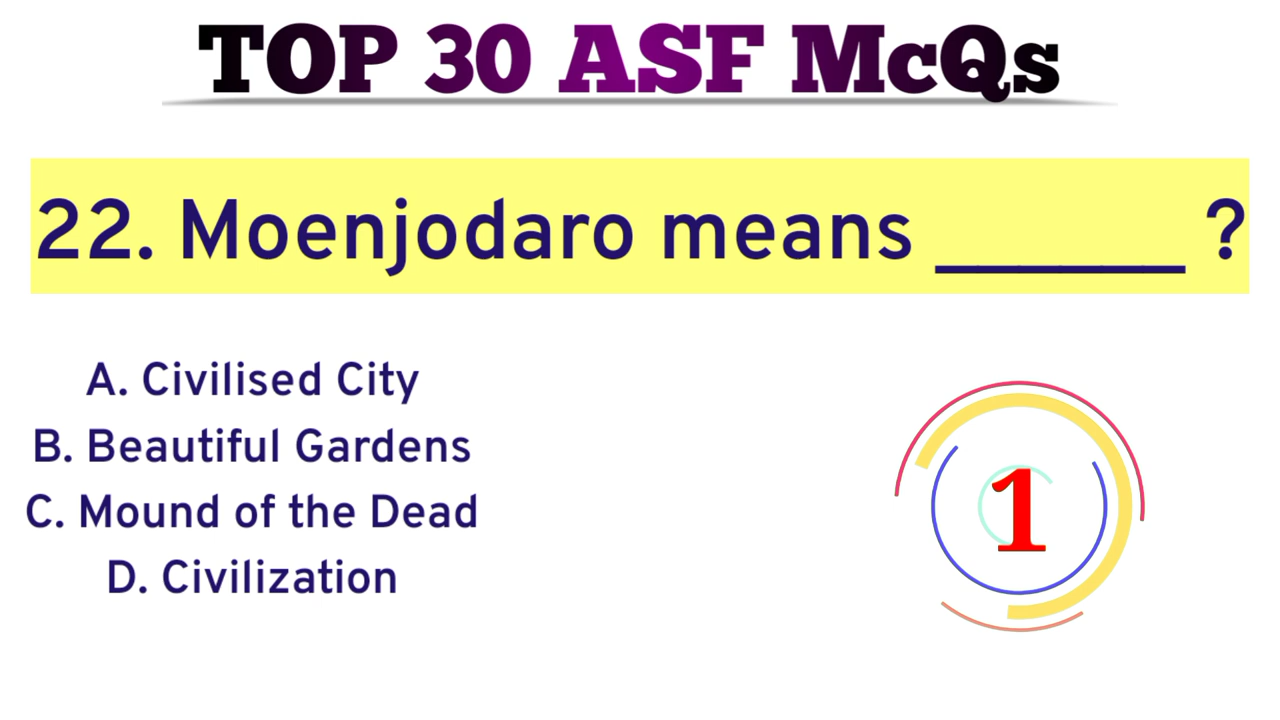 TOP 30 ASF McQs
22. Moenjodaro means ______ ?
A. Civilised City
B. Beautiful Gardens
C. Mound of the Dead
D. Civilization
1